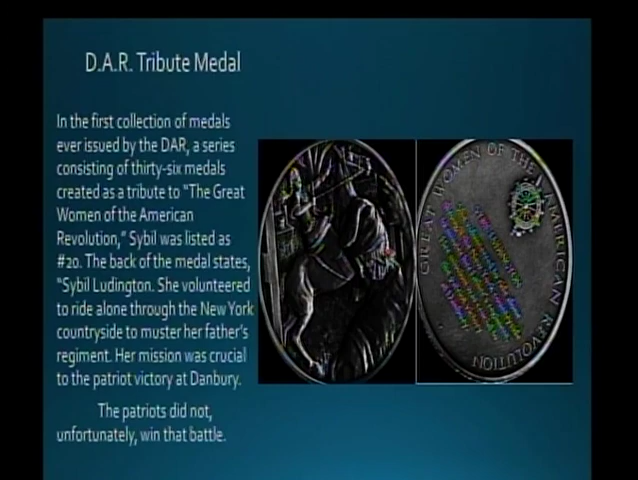 D.A.R. Tribute Medal
In the first collection of medals
ever issued by the DAR, a series
consisting of thirty-six medals
created as a tribute to "The Great
Women of the American
Revolution," Sybil was listed as
#20. The back of the medal states,
"Sybil Ludington. She volunteered
to ride alone through the New York
countryside to muster her father's
regiment. Her mission was crucial
to the patriot victory at Danbury.
The patriots did not,
unfortunately, win that battle.
GREAT WOMEN OF THE AMERICAN REVOLUTION